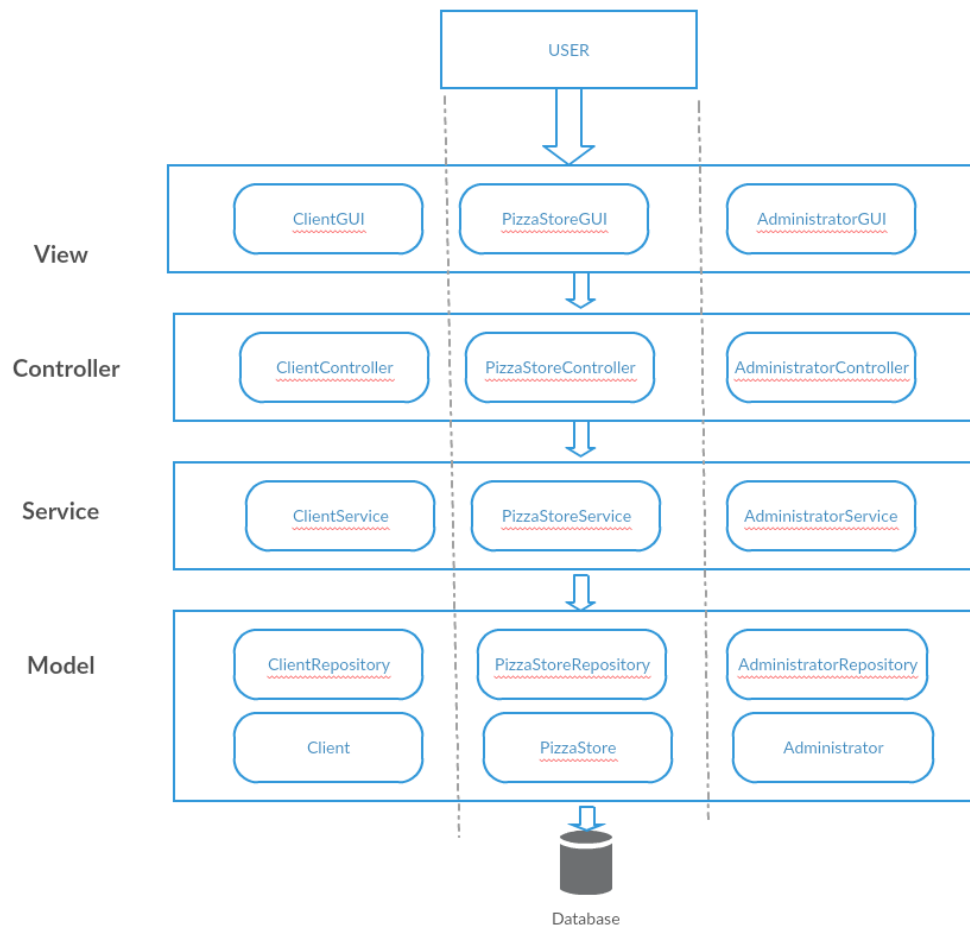 USER
View
ClientGUI
PizzaStoreGUI
AdministratorGUI
Controller
ClientController
PizzaStoreController
AdministratorController
Service
ClientService
PizzaStoreService
AdministratorService
Model
ClientRepository
PizzaStoreRepository
AdministratorRepository
Client
PizzaStore
Administrator
Database